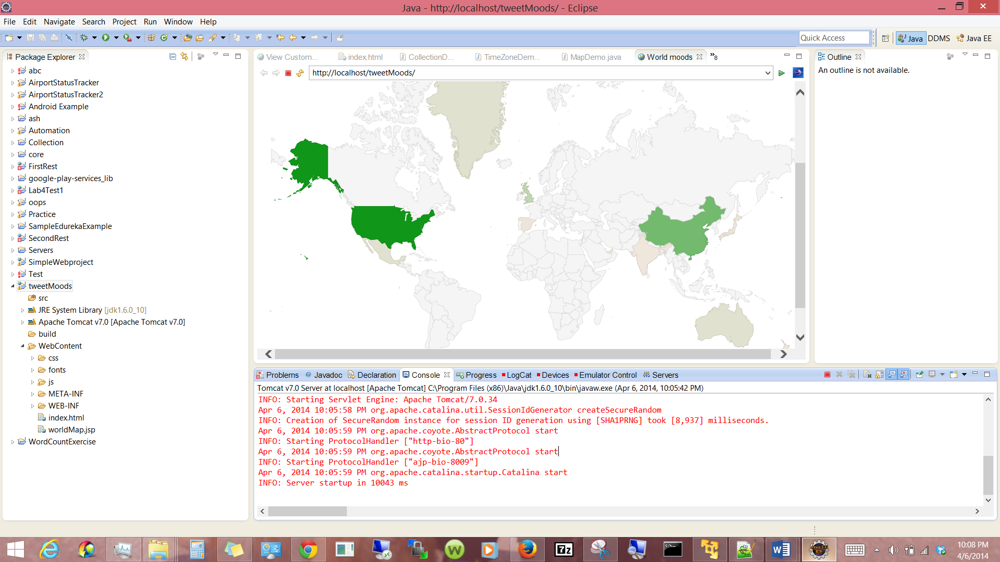 Java - http://localhost/tweetMoods/ - Eclipse
File Edit Navigate Search Project Run Window Help
Quick Access
Java
DDMS
Java EE
Package Explorer
abc
AirportStatusTracker
AirportStatusTracker2
Android Example
ash
Automation
Collection
core
FirstRest
google-play-services_lib
Lab4Test1
oops
Practice
SampleEdurekaExample
SecondRest
Servers
SimpleWebproject
Test
tweetMoods
src
JRE System Library [jdk1.6.0_10]
Apache Tomcat v7.0 [Apache Tomcat v7.0]
build
WebContent
css
fonts
js
META-INF
WEB-INF
index.html
worldMap.jsp
WordCountExercise
View Custom... index.html CollectionD... TimeZoneDem... MapDemo.java World moods »8
http://localhost/tweetMoods/
Outline
An outline is not available.
Problems @ Javadoc Declaration Console Progress LogCat Devices Emulator Control Servers
Tomcat v7.0 Server at localhost [Apache Tomcat] C:\Program Files (x86)\Java\jdk1.6.0_10\bin\javaw.exe (Apr 6, 2014, 10:05:42 PM)
INFO: Starting Servlet Engine: Apache Tomcat/7.0.34
Apr 6, 2014 10:05:58 PM org.apache.catalina.util.SessionIdGenerator createSecureRandom
INFO: Creation of SecureRandom instance for session ID generation using [SHA1PRNG] took [8,937] milliseconds.
Apr 6, 2014 10:05:59 PM org.apache.coyote.AbstractProtocol start
INFO: Starting ProtocolHandler ["http-bio-80"]
Apr 6, 2014 10:05:59 PM org.apache.coyote.AbstractProtocol start
INFO: Starting ProtocolHandler ["ajp-bio-8009"]
Apr 6, 2014 10:05:59 PM org.apache.catalina.startup.Catalina start
INFO: Server startup in 10043 ms
7z
Java EE
IDE
10:08 PM
4/6/2014